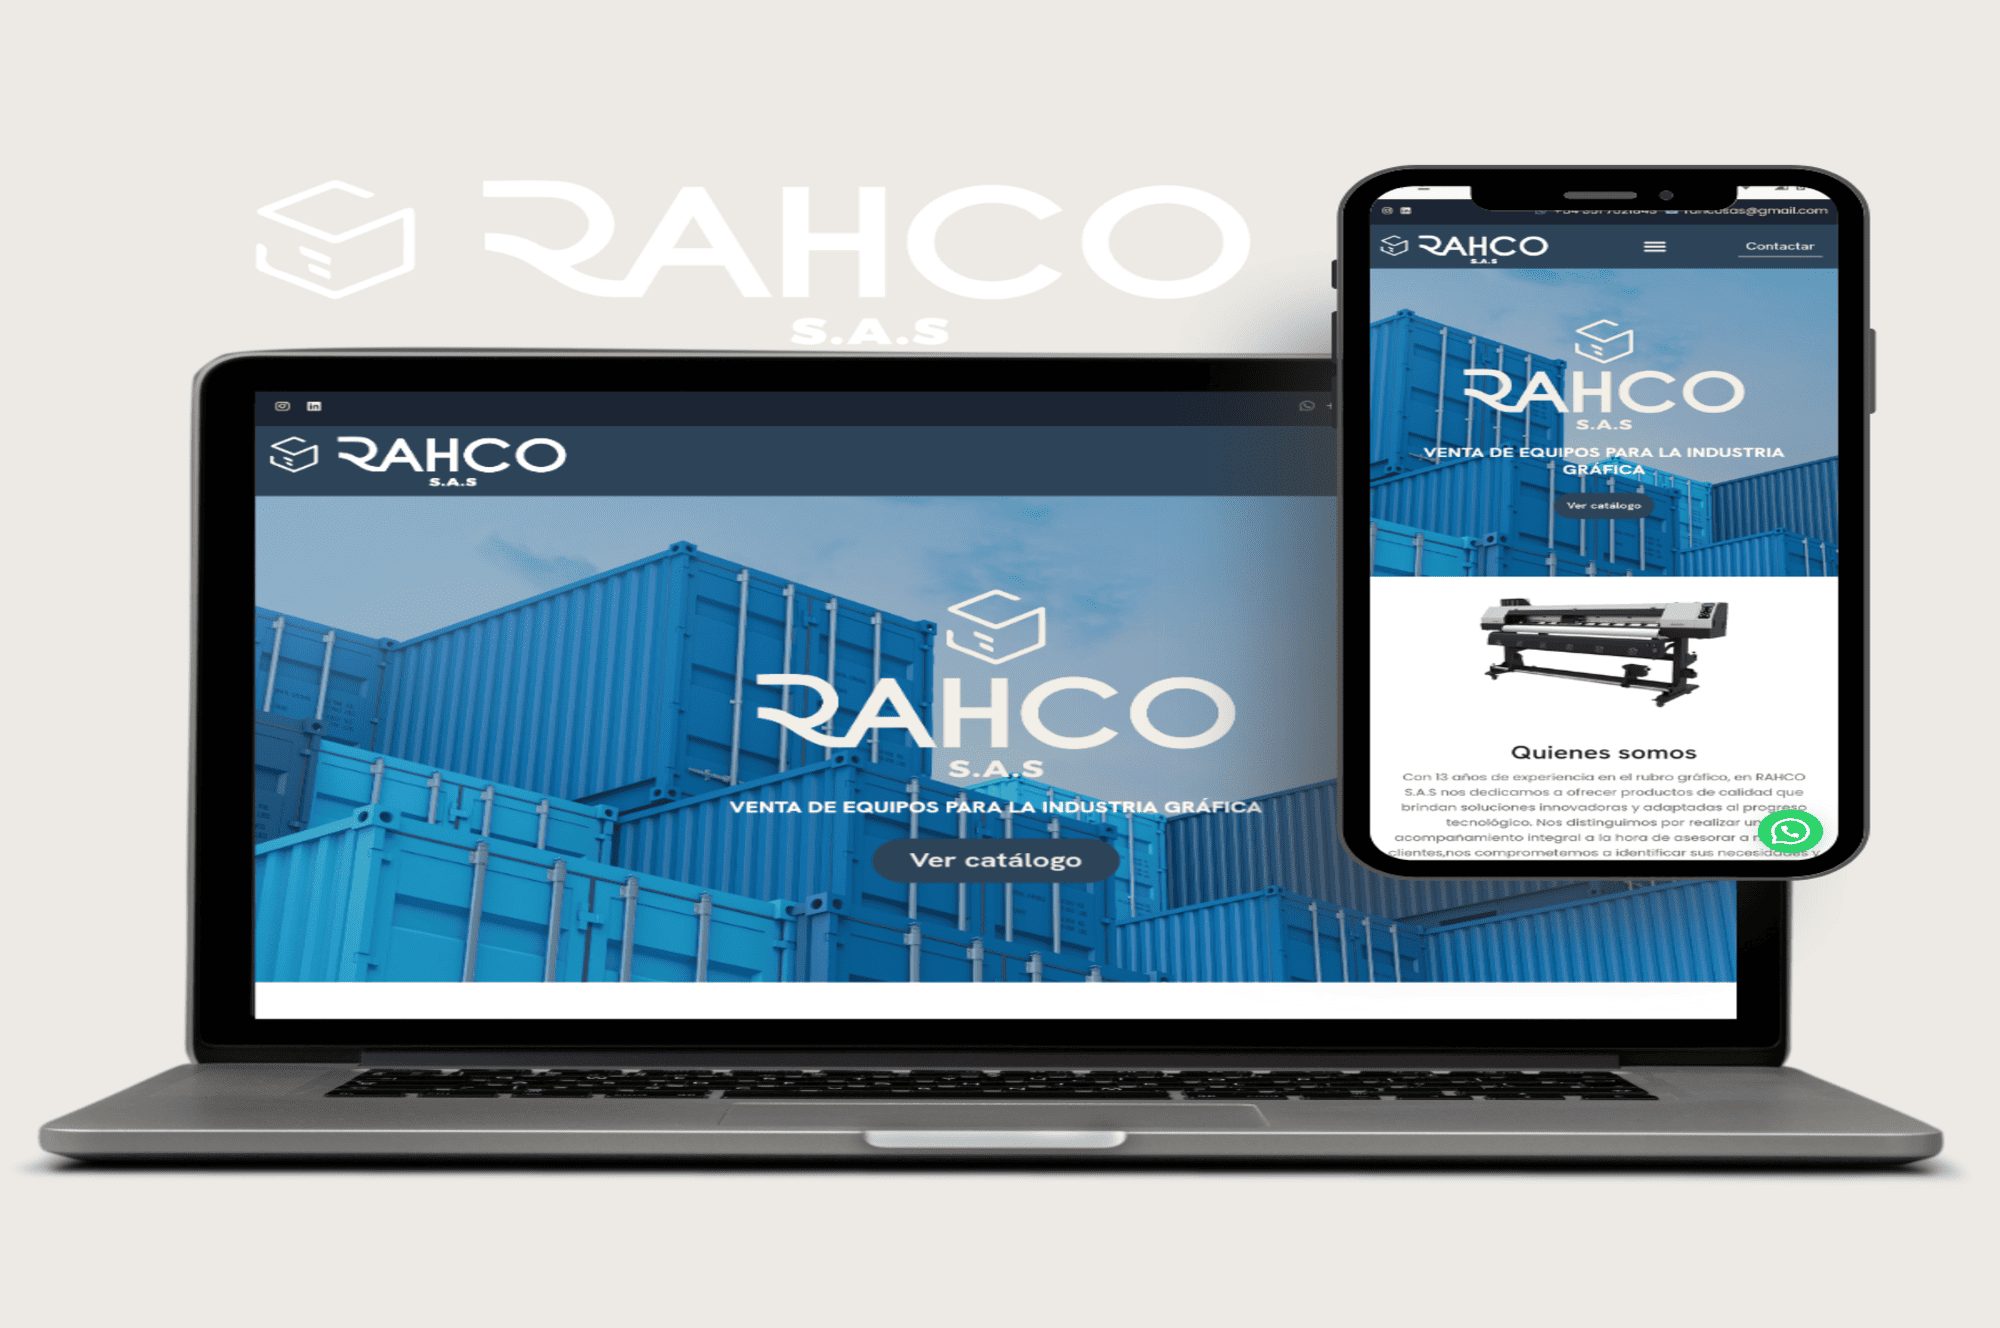 RAHCO
S.A.S
RAHCO
S.A.S
RAHCO
S.A.S
VENTA DE EQUIPOS PARA LA INDUSTRIA GRÁFICA
Ver catálogo
rahcosas@gmail.com
RAHCO
S.A.S
Contactar
RAHCO
S.A.S
VENTA DE EQUIPOS PARA LA INDUSTRIA
GRÁFICA
Ver catálogo
Quienes somos
Con 13 años de experiencia en el rubro gráfico, en RAHCO
S.A.S nos dedicamos a ofrecer productos de calidad que
brindan soluciones innovadoras y adaptadas al progreso
tecnológico. Nos distinguimos por realizar un
acompañamiento integral a la hora de asesorar a
clientes,nos comprometemos a identificar sus necesidades y